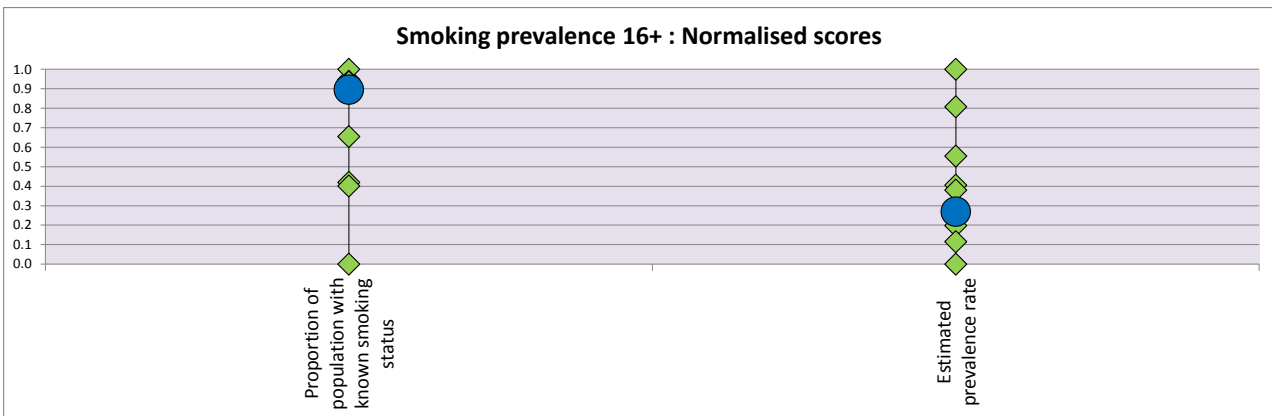 Smoking prevalence 16+ : Normalised scores
1.0
0.9
0.8
0.7
0.6
0.5
0.4
0.3
0.2
0.1
0.0
Proportion of
population with
known smoking
status
Estimated
prevalence rate